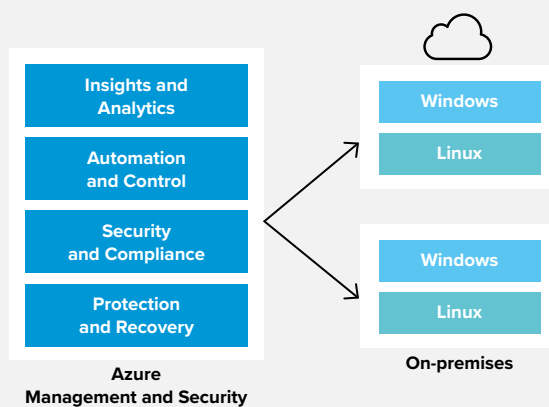 Insights and
Analytics
Automation
and Control
Security
and Compliance
Protection
and Recovery
Azure
Management and Security
Windows
Linux
Windows
Linux
On-premises